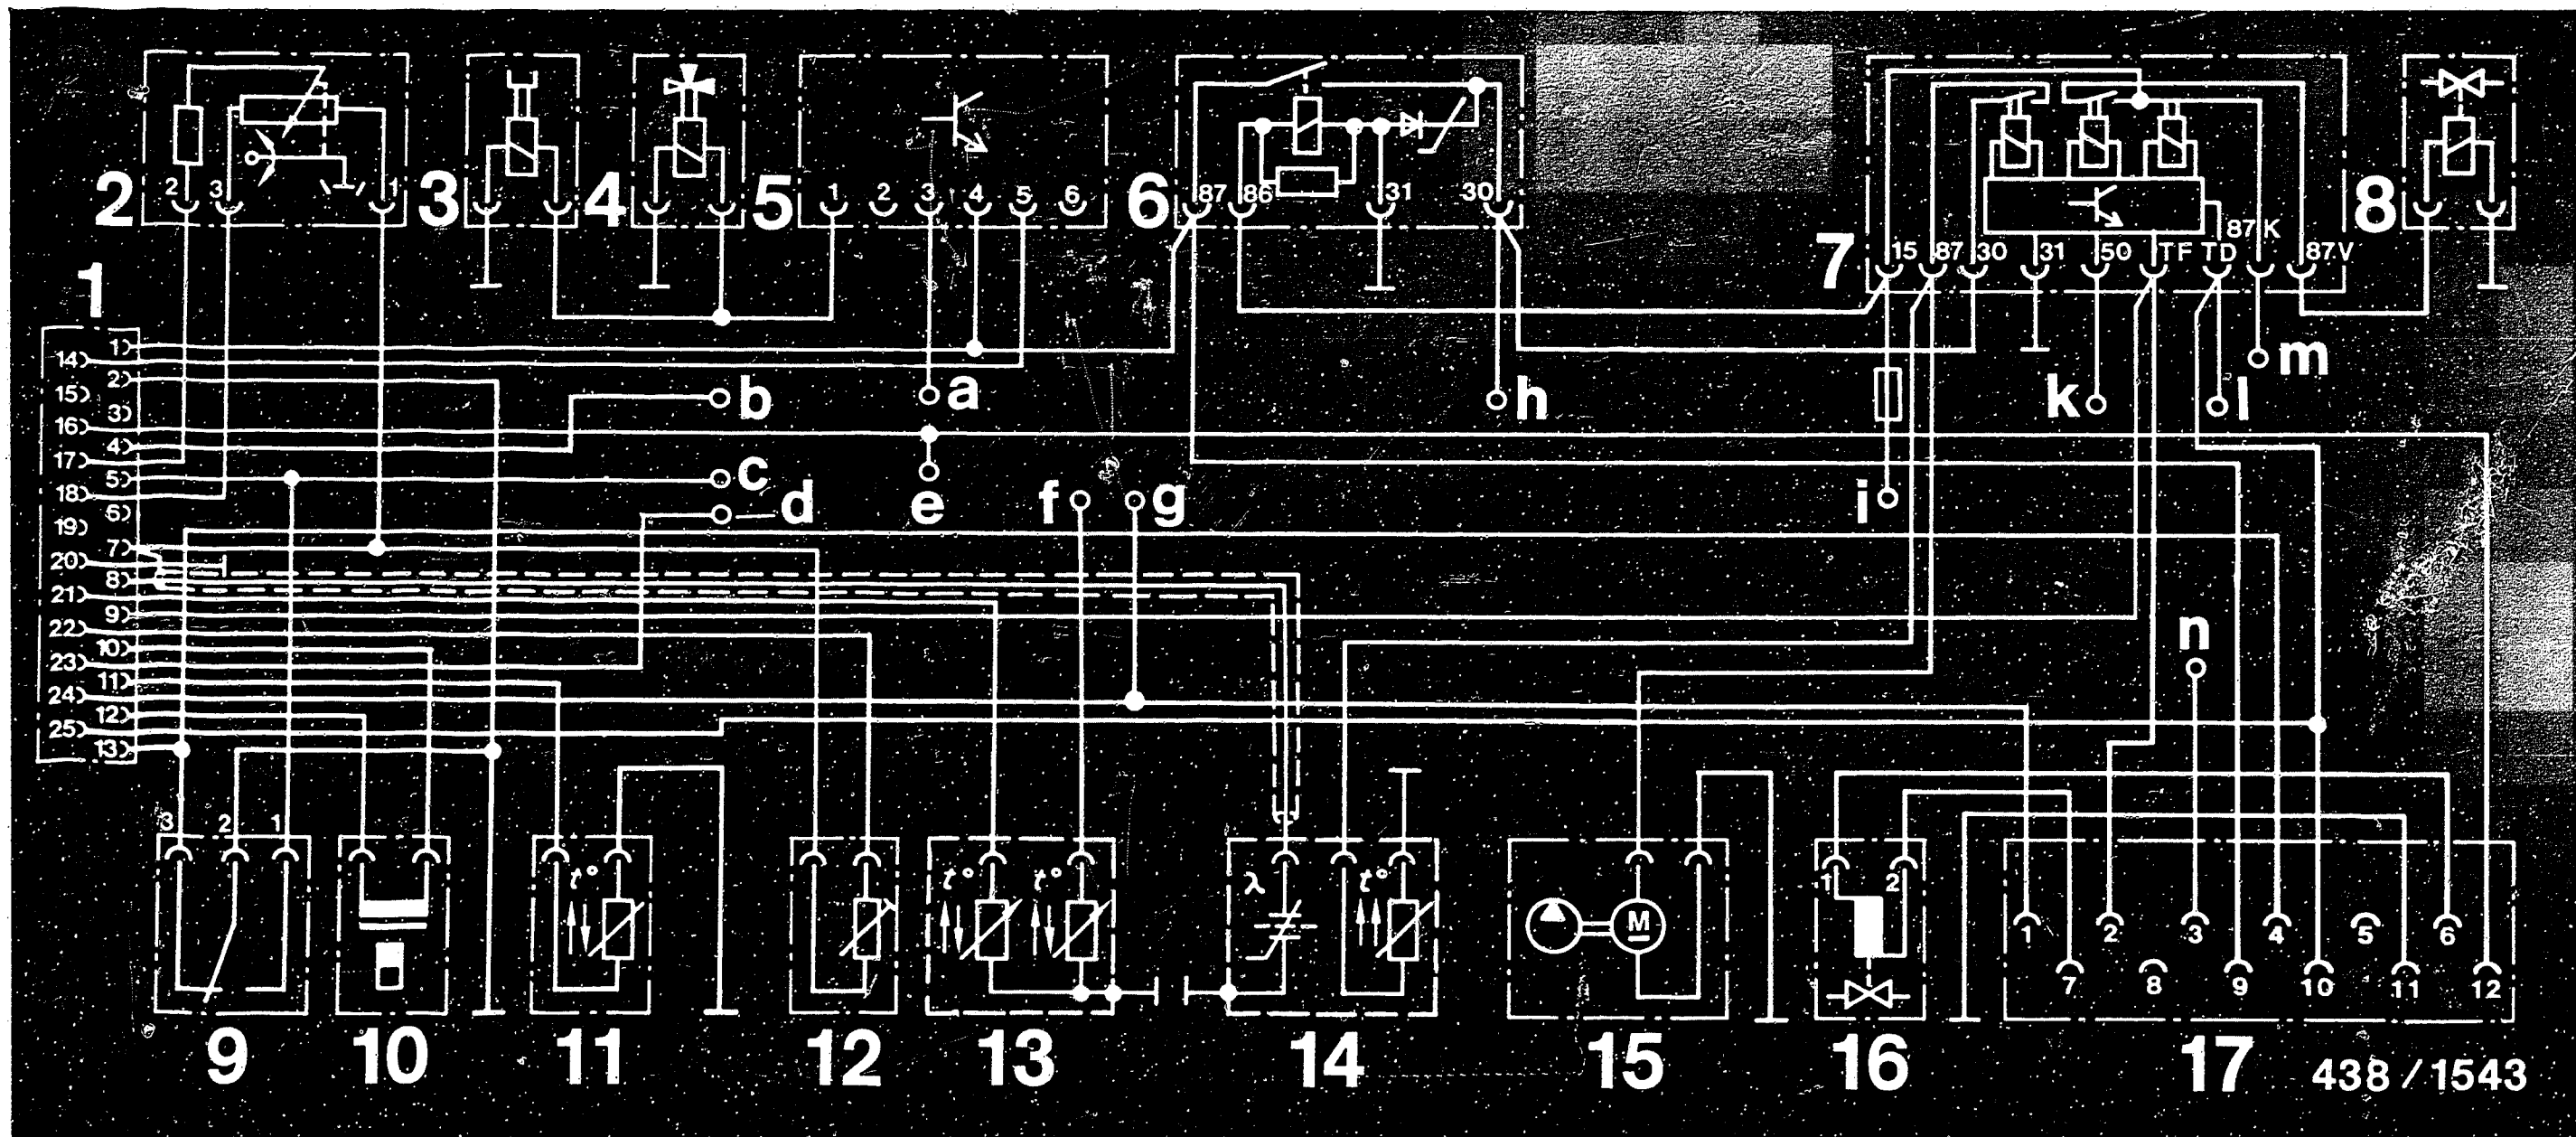 2 3 1
2 3 4 5 6 7 8
1 2 3 4 5 6
87 86 31 30
15 87 30 31 50 TF TD 87K 87V
1
1
14
2
15
3
16
4
17
5
18
6
19
7
20
8
21
9
22
10
23
11
24
12
25
13
b a h k l m
c
d e f g i
n
3 2 1
t° t° t° λ t°
M
1 2
1 2 3 4 5 6
7 8 9 10 11 12
9 10 11 12 13 14 15 16 17
438/1543